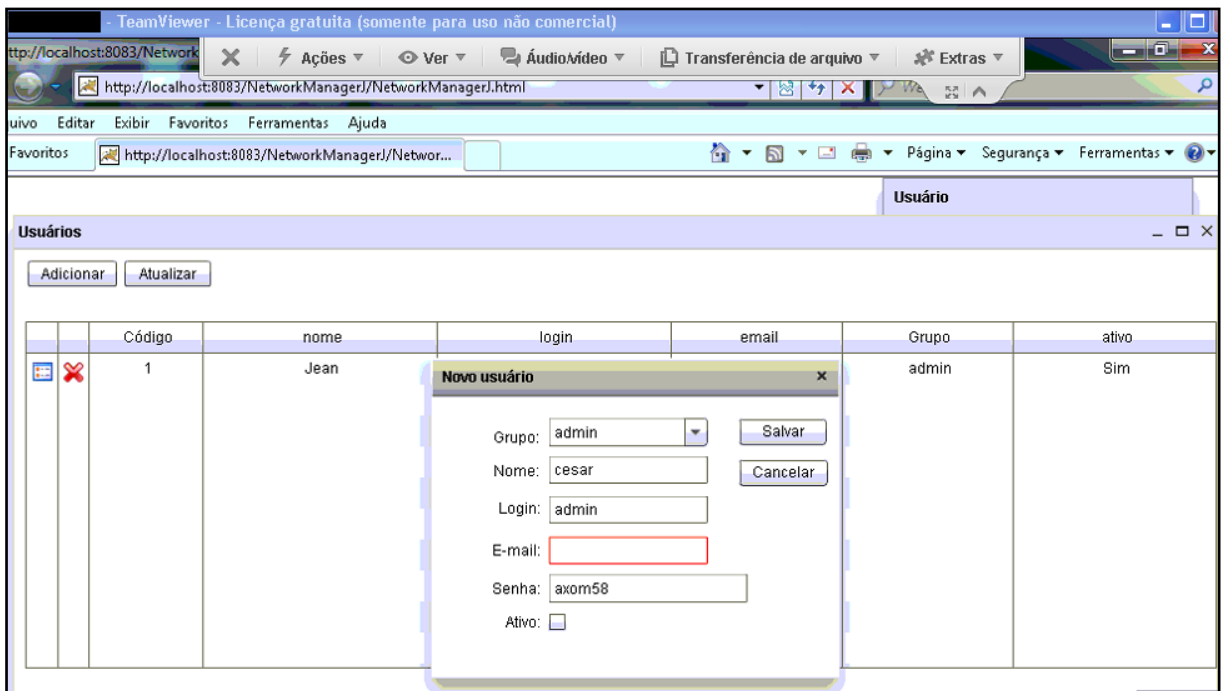 - TeamViewer - Licença gratuita (somente para uso não comercial)
ttp://localhost:8083/Network
Ações Ver Áudio/vídeo Transferência de arquivo Extras
http://localhost:8083/NetworkManagerJ/NetworkManagerJ.html
uivo Editar Exibir Favoritos Ferramentas Ajuda
Favoritos http://localhost:8083/NetworkManagerJ/Networ... Página Segurança Ferramentas
Usuário
Usuários
Adicionar Atualizar
Código nome login email Grupo ativo
1 Jean admin Sim
Novo usuário
Grupo: admin Salvar
Nome: cesar Cancelar
Login: admin
E-mail:
Senha: axom58
Ativo: